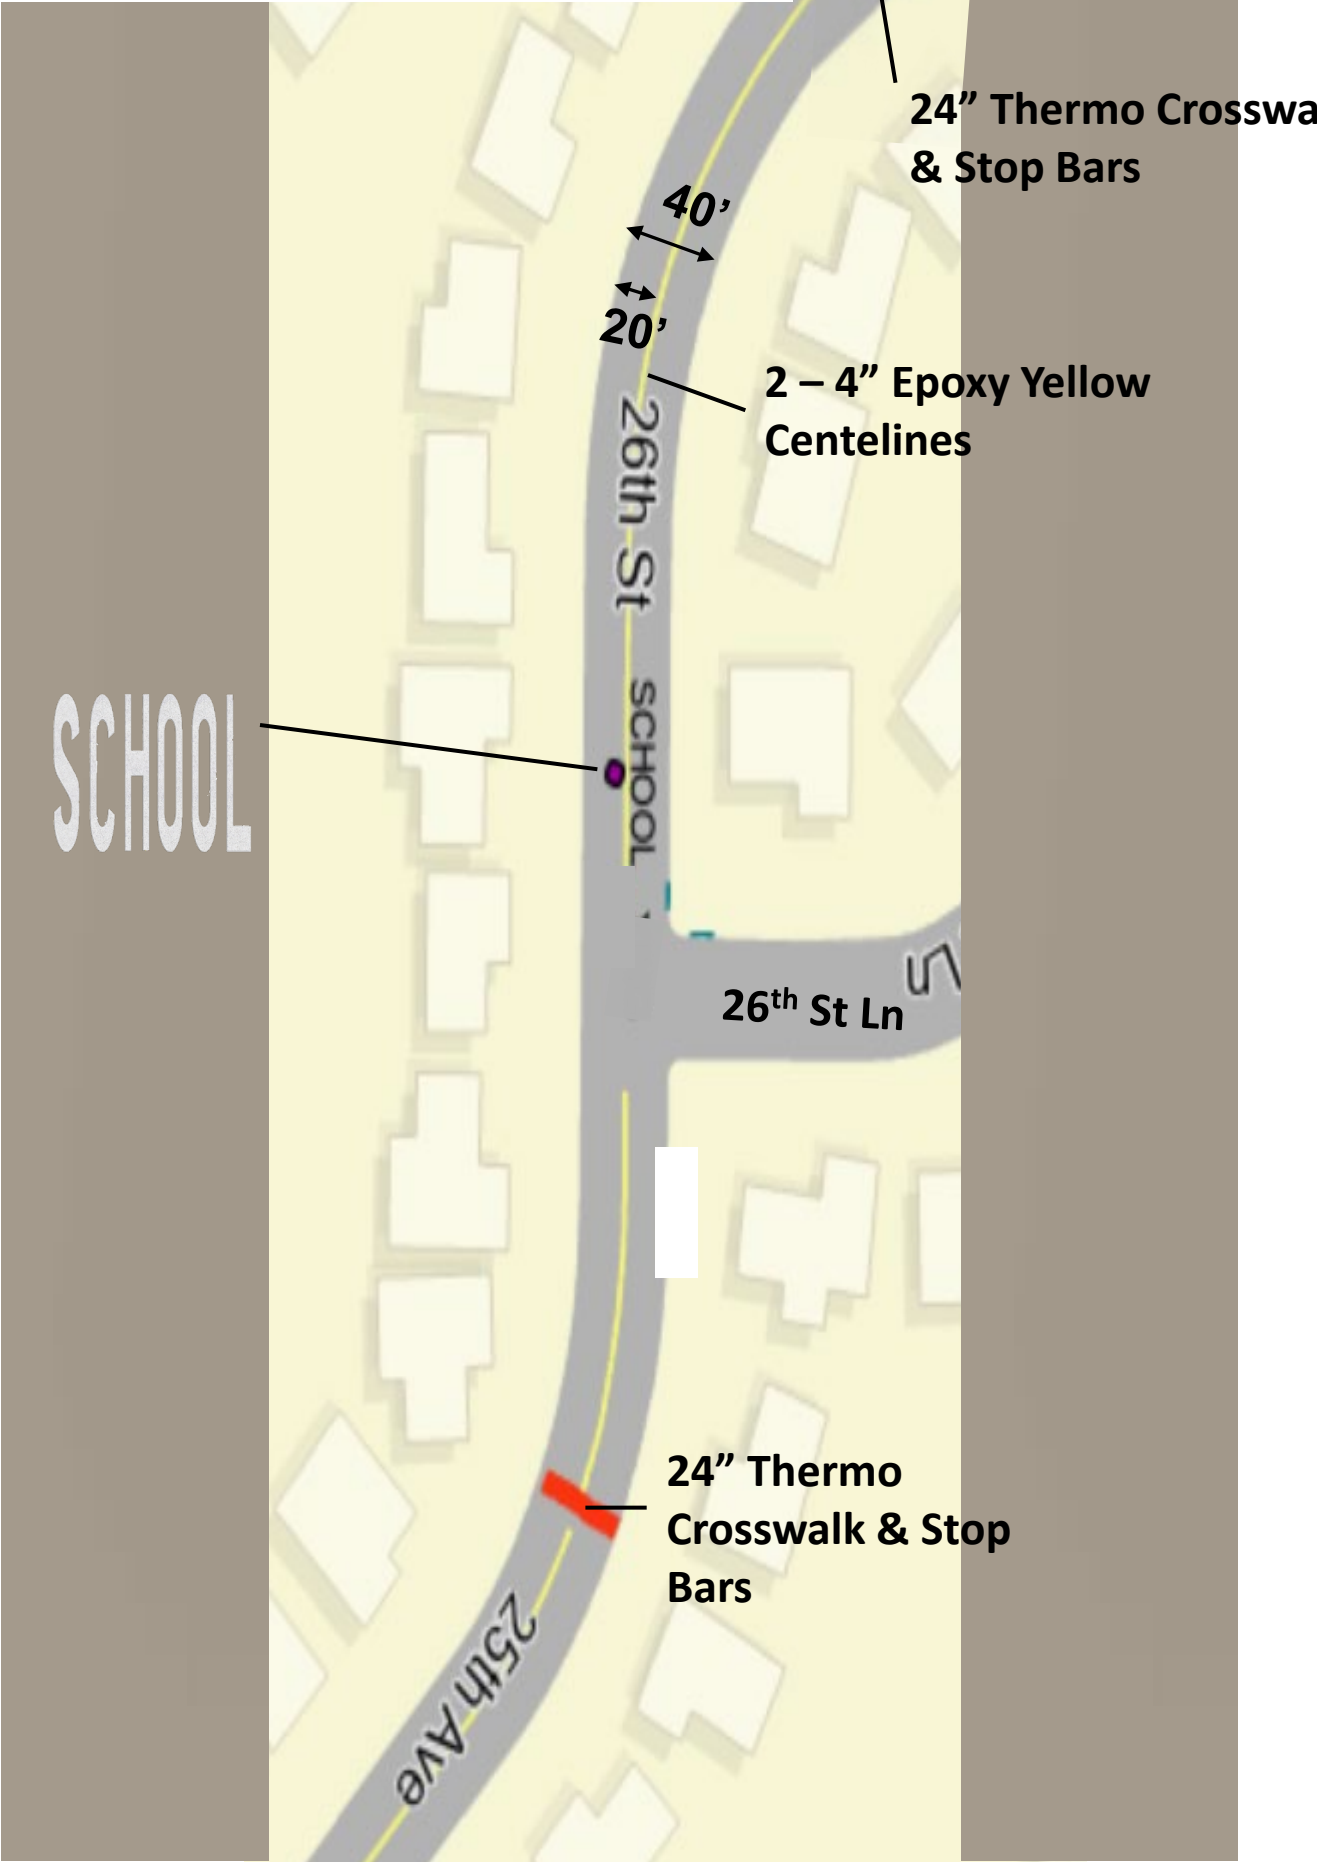 24” Thermo Crosswa
& Stop Bars
40’
20’
2 – 4” Epoxy Yellow
Centelines
26th St
SCHOOL
SCHOOL
26th St Ln
24” Thermo
Crosswalk & Stop
Bars
25th Ave